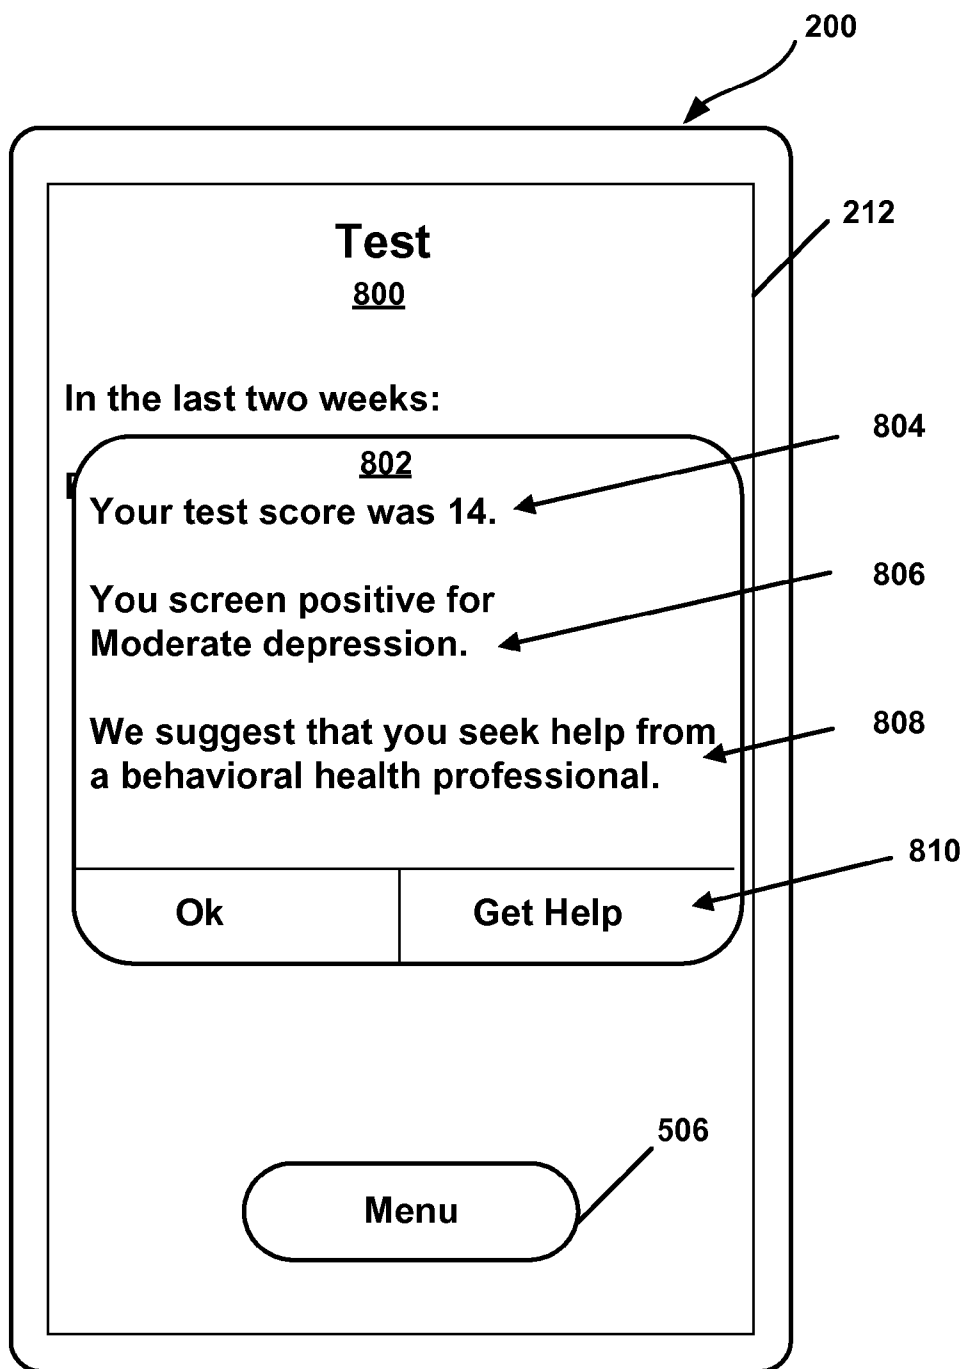 200
212
Test
800
In the last two weeks:
804
802
Your test score was 14.
806
You screen positive for
Moderate depression.
808
We suggest that you seek help from
a behavioral health professional.
810
Ok Get Help
506
Menu